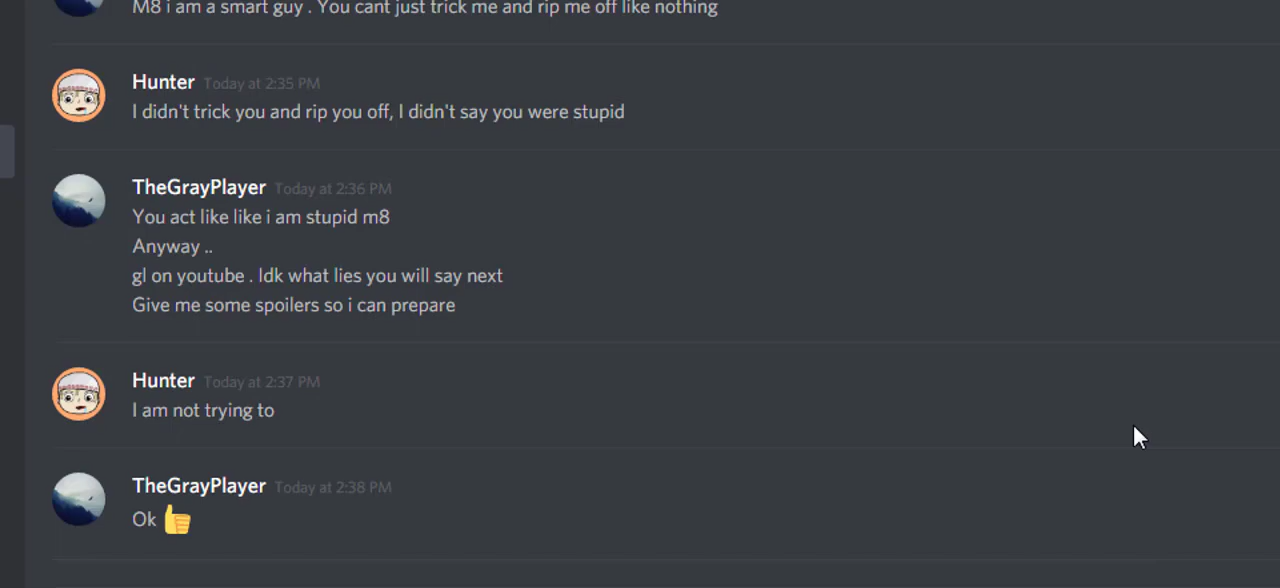 M8 i am a smart guy . You cant just trick me and rip me off like nothing
Hunter Today at 2:35 PM
I didn't trick you and rip you off, I didn't say you were stupid
TheGrayPlayer Today at 2:36 PM
You act like like i am stupid m8
Anyway ..
gl on youtube . Idk what lies you will say next
Give me some spoilers so i can prepare
Hunter Today at 2:37 PM
I am not trying to
TheGrayPlayer Today at 2:38 PM
Ok 👍